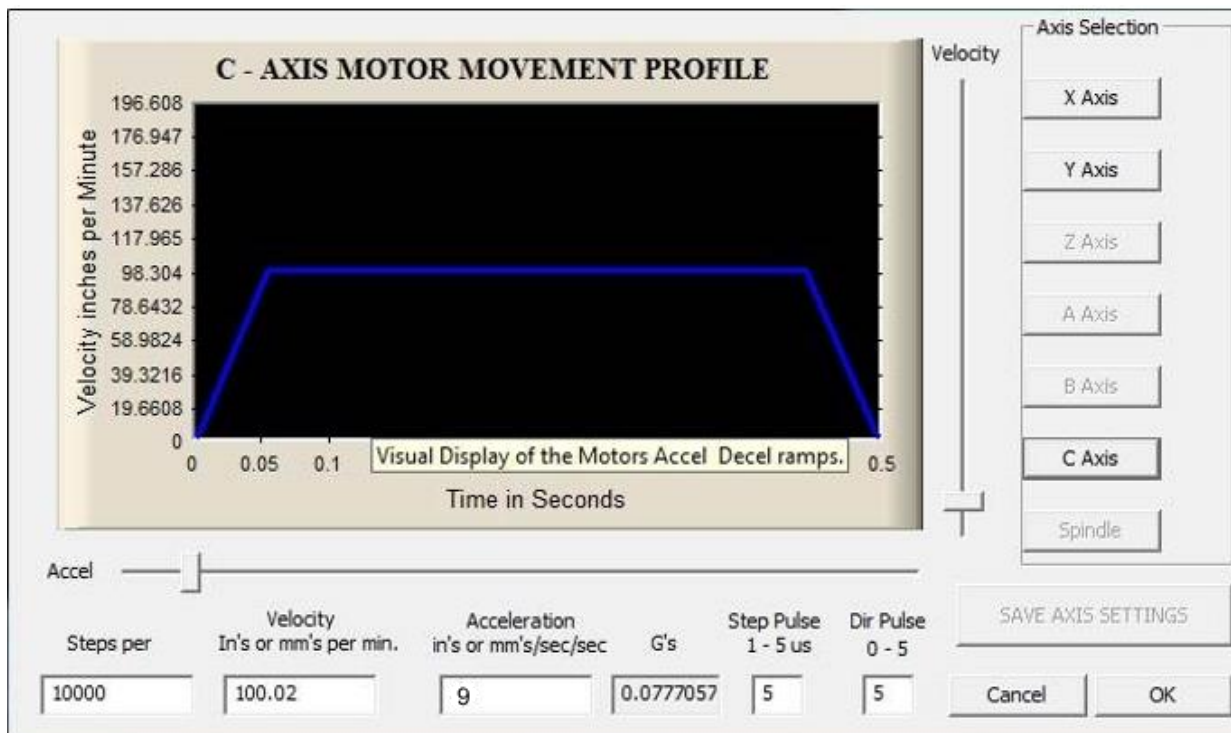 C - AXIS MOTOR MOVEMENT PROFILE
Velocity inches per Minute
196.608
176.947
157.286
137.626
117.965
98.304
78.6432
58.9824
39.3216
19.6608
0
0 0.05 0.1 0.5
Visual Display of the Motors Accel Decel ramps.
Time in Seconds
Velocity
Axis Selection
X Axis
Y Axis
Z Axis
A Axis
B Axis
C Axis
Spindle
Accel
Steps per
10000
Velocity
In's or mm's per min.
100.02
Acceleration
in's or mm's/sec/sec
9
G's
0.0777057
Step Pulse
1 - 5 us
5
Dir Pulse
0 - 5
5
SAVE AXIS SETTINGS
Cancel
OK